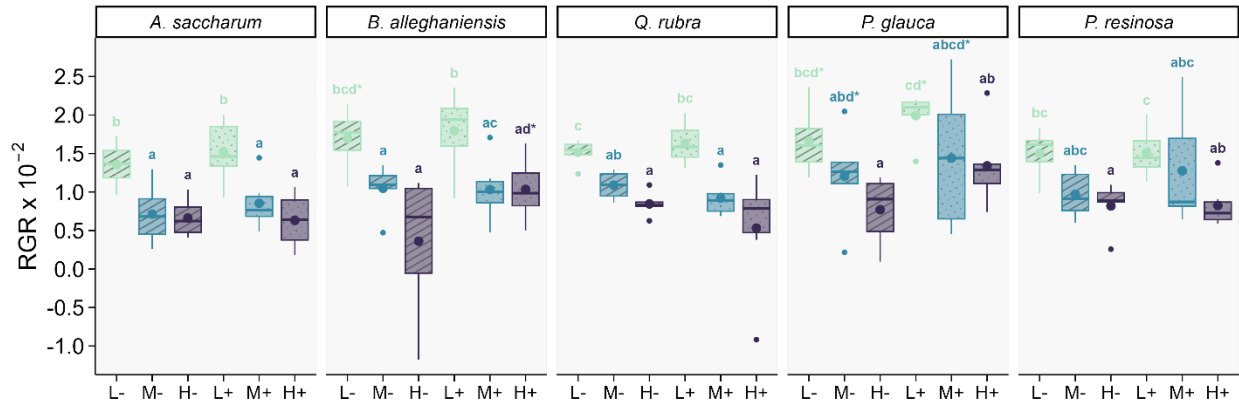 A. saccharum B. alleghaniensis Q. rubra P. glauca P. resinosa
RGR x 10⁻²
2.5
2.0
1.5
1.0
0.5
0.0
-0.5
-1.0
b a a b a a
bcd* a a b ac ad*
c ab a bc a a
bcd* abd* a cd* abcd* ab
bc abc a c abc ab
L- M- H- L+ M+ H+ L- M- H- L+ M+ H+ L- M- H- L+ M+ H+ L- M- H- L+ M+ H+ L- M- H- L+ M+ H+